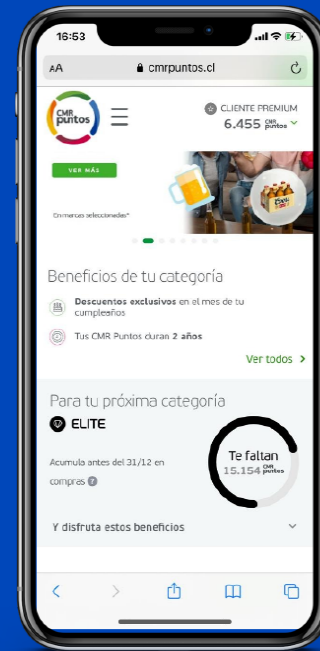 16:53
AA cmrpuntos.cl
CMR puntos
CLIENTE PREMIUM
6.455 CMR puntos
VER MÁS
En marcas seleccionadas*
Beneficios de tu categoría
Descuentos exclusivos en el mes de tu
cumpleaños
Tus CMR Puntos duran 2 años
Ver todos
Para tu próxima categoría
ELITE
Te faltan
15.154 CMR puntos
Acumula antes del 31/12 en
compras ?
Y disfruta estos beneficios